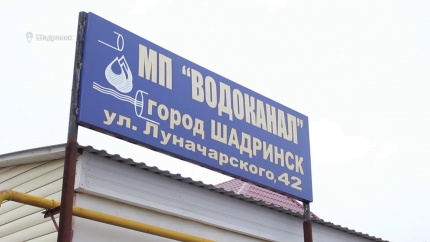 Шадринск
МП "ВОДОКАНАЛ"
ГОРОД ШАДРИНСК
ул. Луначарского, 42